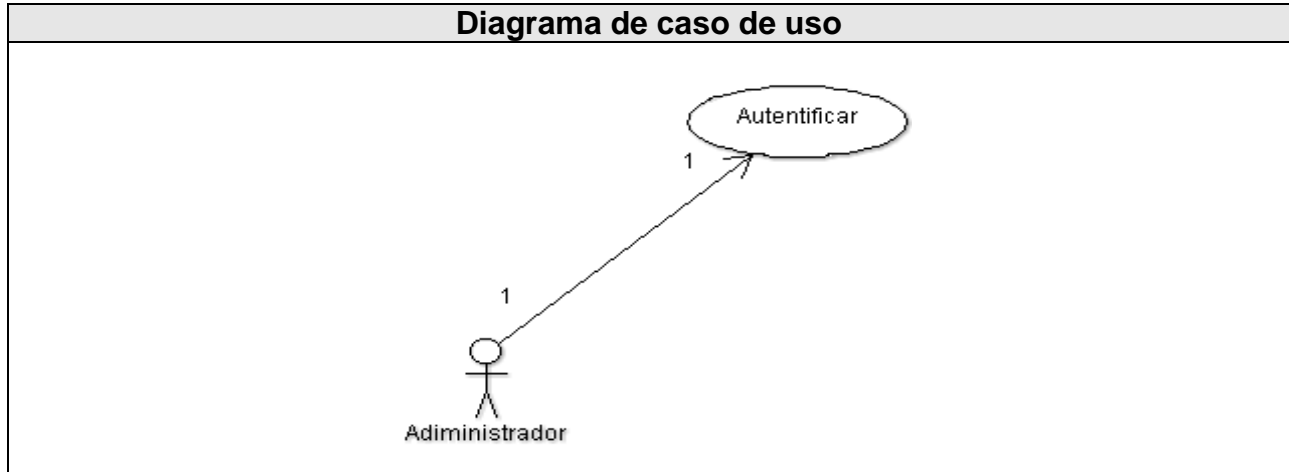 Diagrama de caso de uso
Autentificar
1
1
Adiministrador